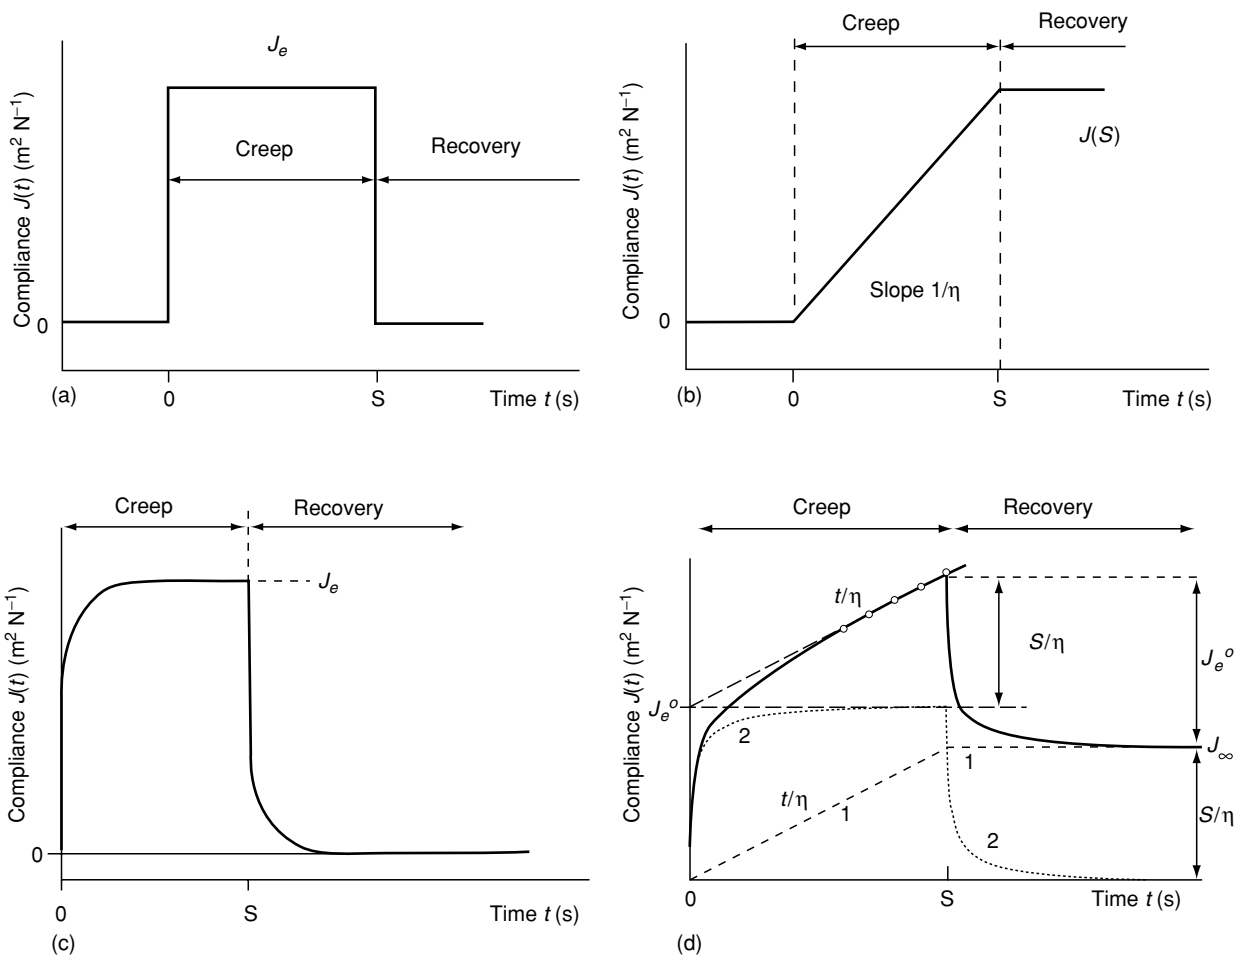 J_e
Compliance J(t) (m² N⁻¹)
Creep
Recovery
0
0
S
Time t (s)
(a)
Creep
Recovery
Compliance J(t) (m² N⁻¹)
J(S)
Slope 1/η
0
0
S
Time t (s)
(b)
Creep
Recovery
J_e
Compliance J(t) (m² N⁻¹)
0
0
S
Time t (s)
(c)
Creep
Recovery
Compliance J(t) (m² N⁻¹)
t/η
S/η
J_e⁰
J_e⁰
2
J_∞
1
t/η
1
S/η
2
0
S
Time t (s)
(d)